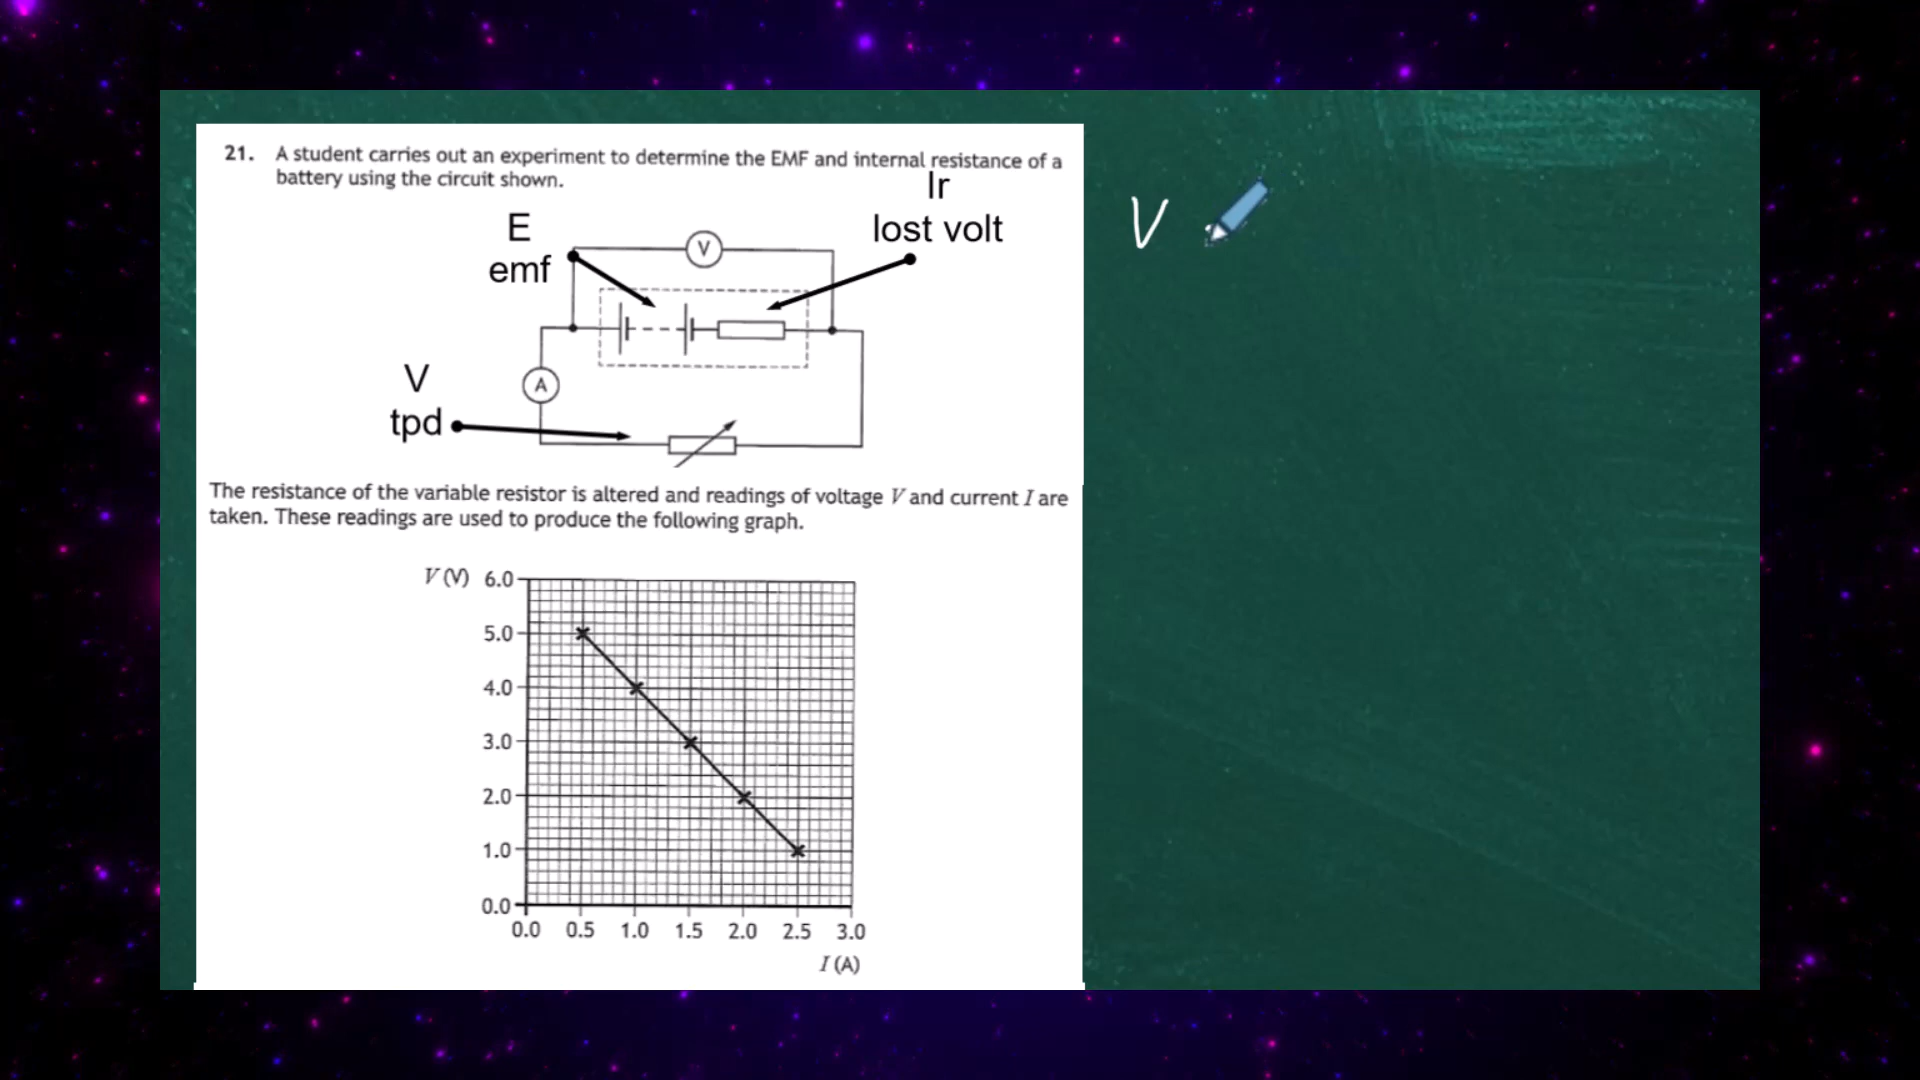 21. A student carries out an experiment to determine the EMF and internal resistance of a
battery using the circuit shown.
Ir
lost volt
E
emf
V
V
A
V
tpd
The resistance of the variable resistor is altered and readings of voltage V and current I are
taken. These readings are used to produce the following graph.
V (V) 6.0
5.0
4.0
3.0
2.0
1.0
0.0
0.0 0.5 1.0 1.5 2.0 2.5 3.0
I (A)